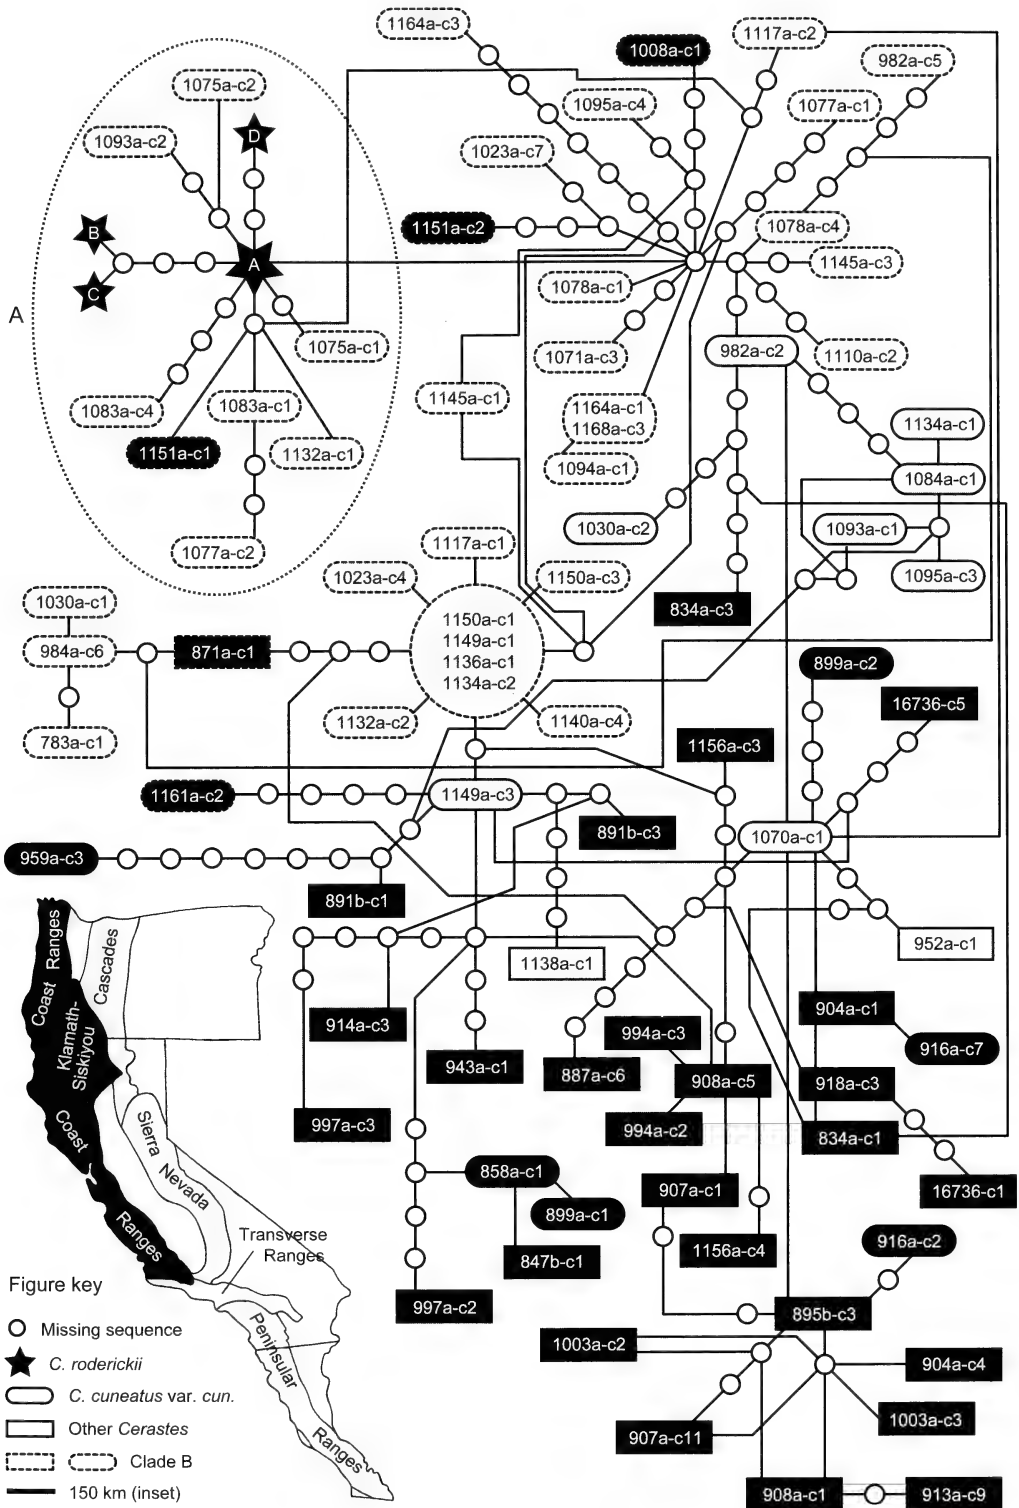 1164a-c3
1008a-c1
1117a-c2
982a-c5
1075a-c2
1095a-c4
1077a-c1
1093a-c2
D
1023a-c7
B
1151a-c2
1078a-c4
A
1145a-c3
C
1078a-c1
A
1075a-c1
1071a-c3
982a-c2
1110a-c2
1083a-c4
1083a-c1
1145a-c1
1164a-c1
1168a-c3
1134a-c1
1151a-c1
1132a-c1
1094a-c1
1084a-c1
1030a-c2
1093a-c1
1077a-c2
1117a-c1
1023a-c4
1150a-c3
1095a-c3
1030a-c1
834a-c3
1150a-c1
1149a-c1
1136a-c1
1134a-c2
984a-c6
871a-c1
899a-c2
16736-c5
1132a-c2
1140a-c4
783a-c1
1156a-c3
1161a-c2
1149a-c3
891b-c3
1070a-c1
959a-c3
891b-c1
952a-c1
1138a-c1
904a-c1
914a-c3
994a-c3
916a-c7
943a-c1
887a-c6
908a-c5
918a-c3
997a-c3
994a-c2
834a-c1
858a-c1
907a-c1
16736-c1
899a-c1
916a-c2
847b-c1
1156a-c4
997a-c2
895b-c3
1003a-c2
904a-c4
1003a-c3
907a-c11
908a-c1
913a-c9
Coast Ranges
Cascades
Klamath-
Siskiyou
Coast
Ranges
Sierra Nevada
Transverse
Ranges
Peninsular
Ranges
Figure key
Missing sequence
C. roderickii
C. cuneatus var. cun.
Other Cerastes
Clade B
150 km (inset)